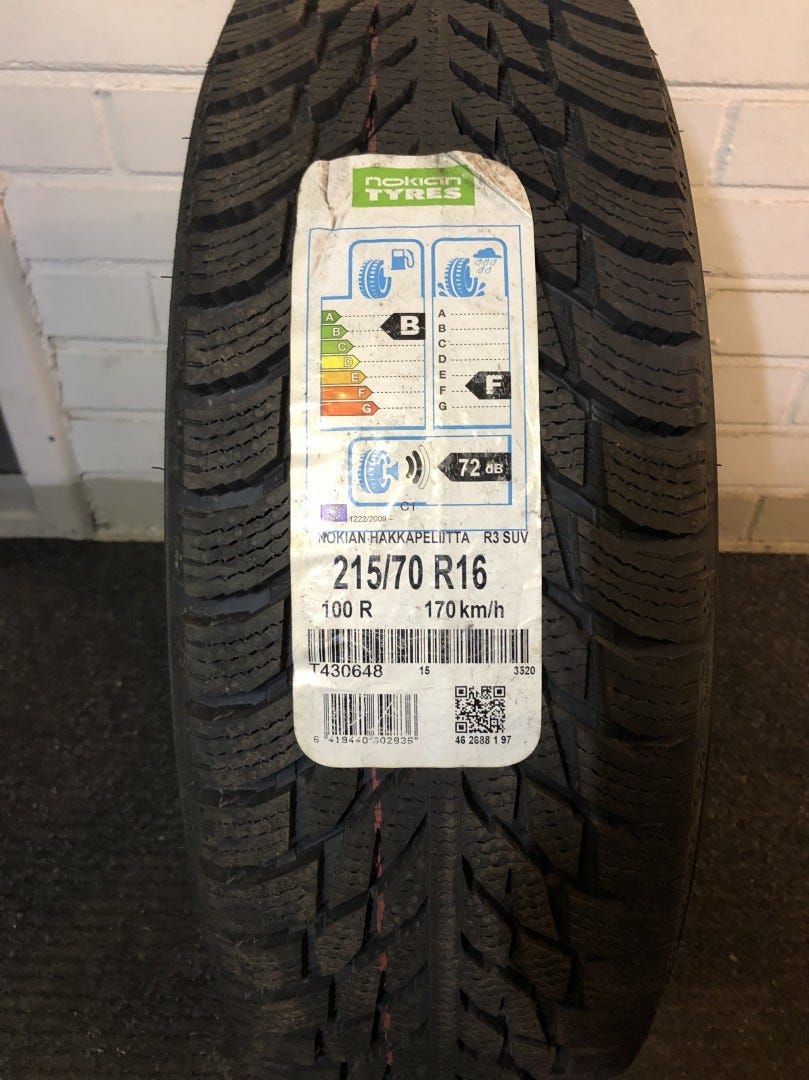 nokian
TYRES
A
B
C
D
E
F
G
B
A
B
C
D
E
F
G
F
72 dB
C1
1222/2009 -
NOKIAN HAKKAPELIITTA R3 SUV
215/70 R16
100 R 170 km/h
T430648 15 3520
46 2688 1 97